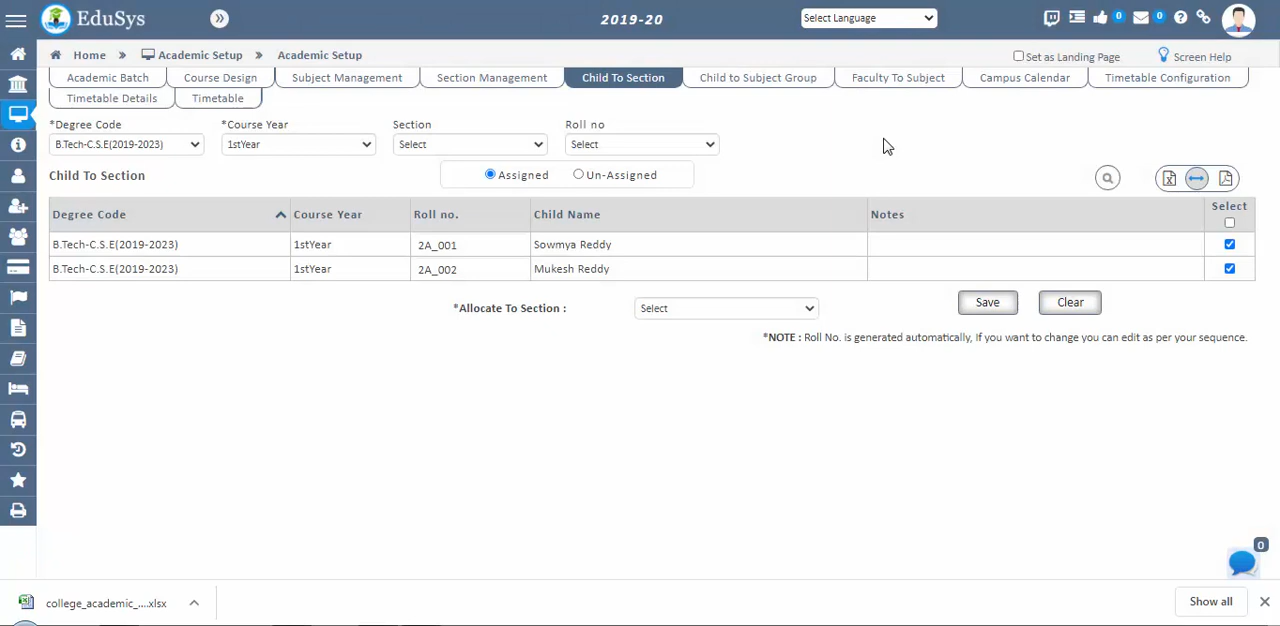 EduSys
2019-20
Select Language
0
0
Home » Academic Setup » Academic Setup
Set as Landing Page
Screen Help
Academic Batch
Course Design
Subject Management
Section Management
Child To Section
Child to Subject Group
Faculty To Subject
Campus Calendar
Timetable Configuration
Timetable Details
Timetable
*Degree Code
*Course Year
Section
Roll no
B.Tech-C.S.E(2019-2023)
1stYear
Select
Select
Child To Section
Assigned
Un-Assigned
Degree Code Course Year Roll no. Child Name Notes Select
B.Tech-C.S.E(2019-2023) 1stYear 2A_001 Sowmya Reddy
B.Tech-C.S.E(2019-2023) 1stYear 2A_002 Mukesh Reddy
*Allocate To Section :
Select
Save
Clear
*NOTE : Roll No. is generated automatically, If you want to change you can edit as per your sequence.
0
college_academic_....xlsx
Show all